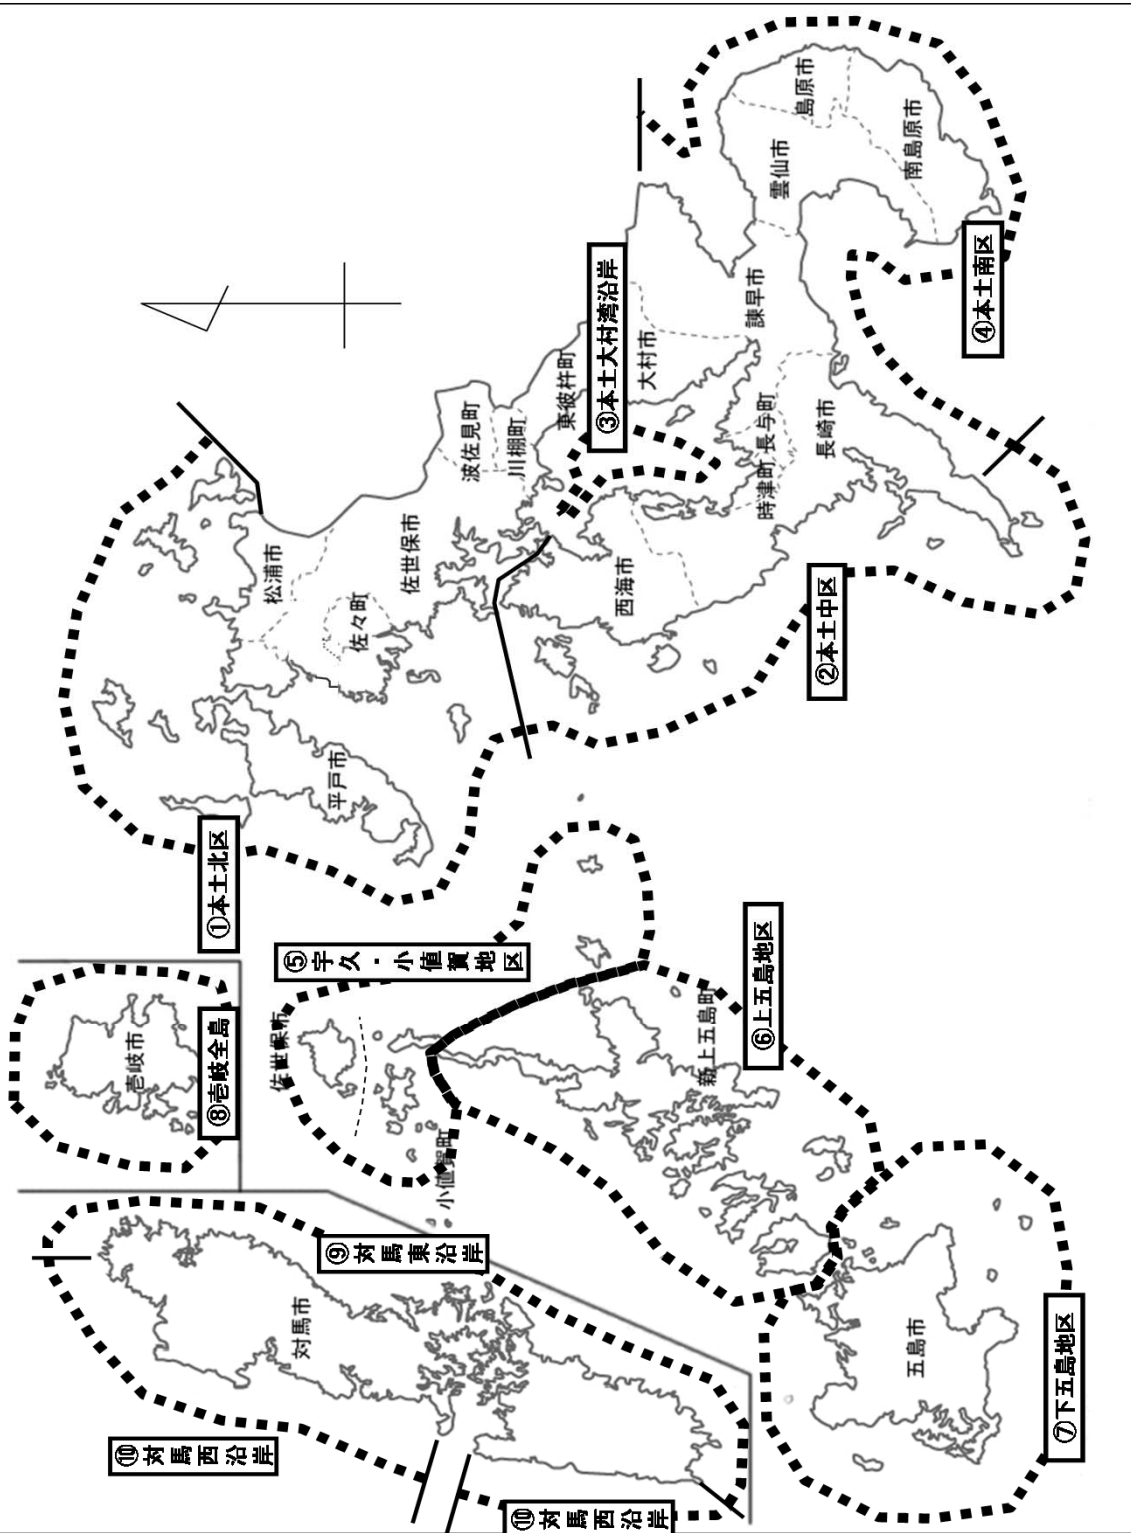 ⑩対馬西沿岸
⑨対馬東沿岸
対馬市
⑩対馬西沿岸
⑧壱岐全島
壱岐市
①本土北区
松浦市
平戸市
佐々町
佐世保市
波佐見町
川棚町
東彼杵町
③本土大村湾沿岸
大村市
西海市
②本土中区
時津町
長与町
長崎市
諫早市
雲仙市
島原市
南島原市
④本土南区
⑤宇久・小値賀地区
佐世保市
小値賀町
新上五島町
⑥上五島地区
五島市
⑦下五島地区